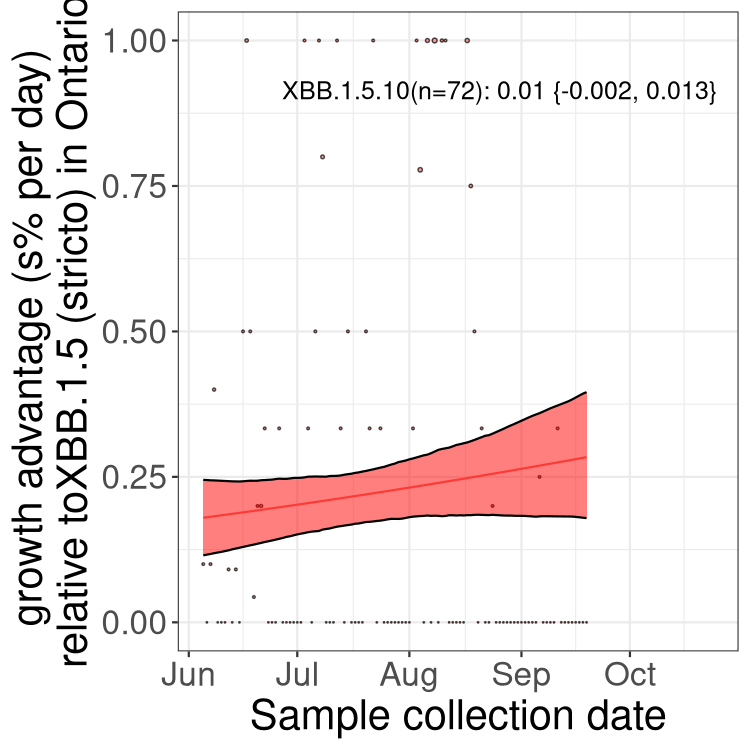 growth advantage (s% per day)
relative toXBB.1.5 (stricto) in Ontario
1.00
0.75
0.50
0.25
0.00
XBB.1.5.10(n=72): 0.01 {-0.002, 0.013}
Jun Jul Aug Sep Oct
Sample collection date